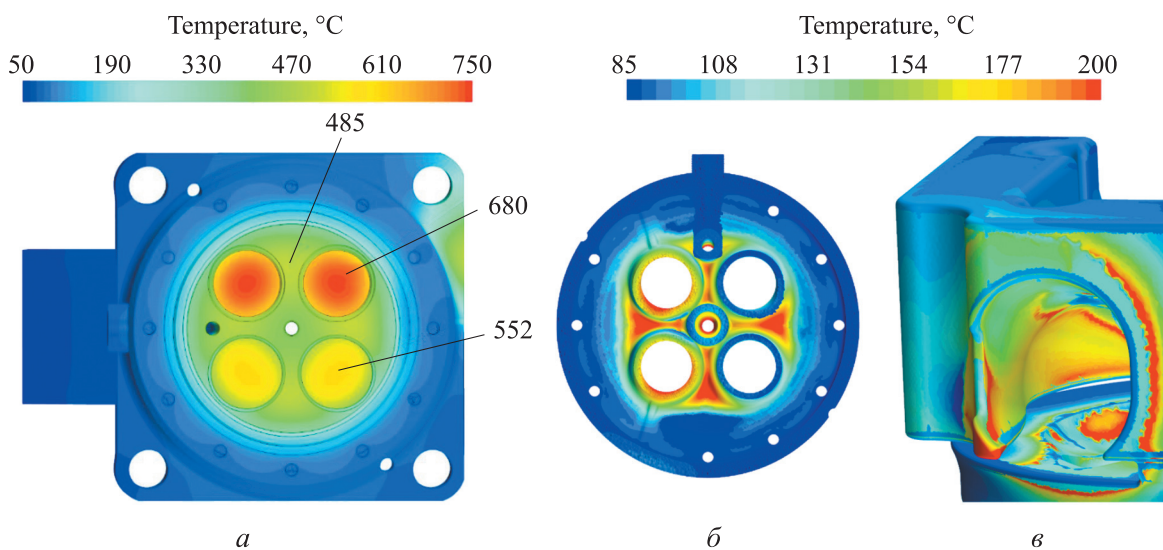 Temperature, °C
50 190 330 470 610 750
Temperature, °C
85 108 131 154 177 200
485
680
552
а б в